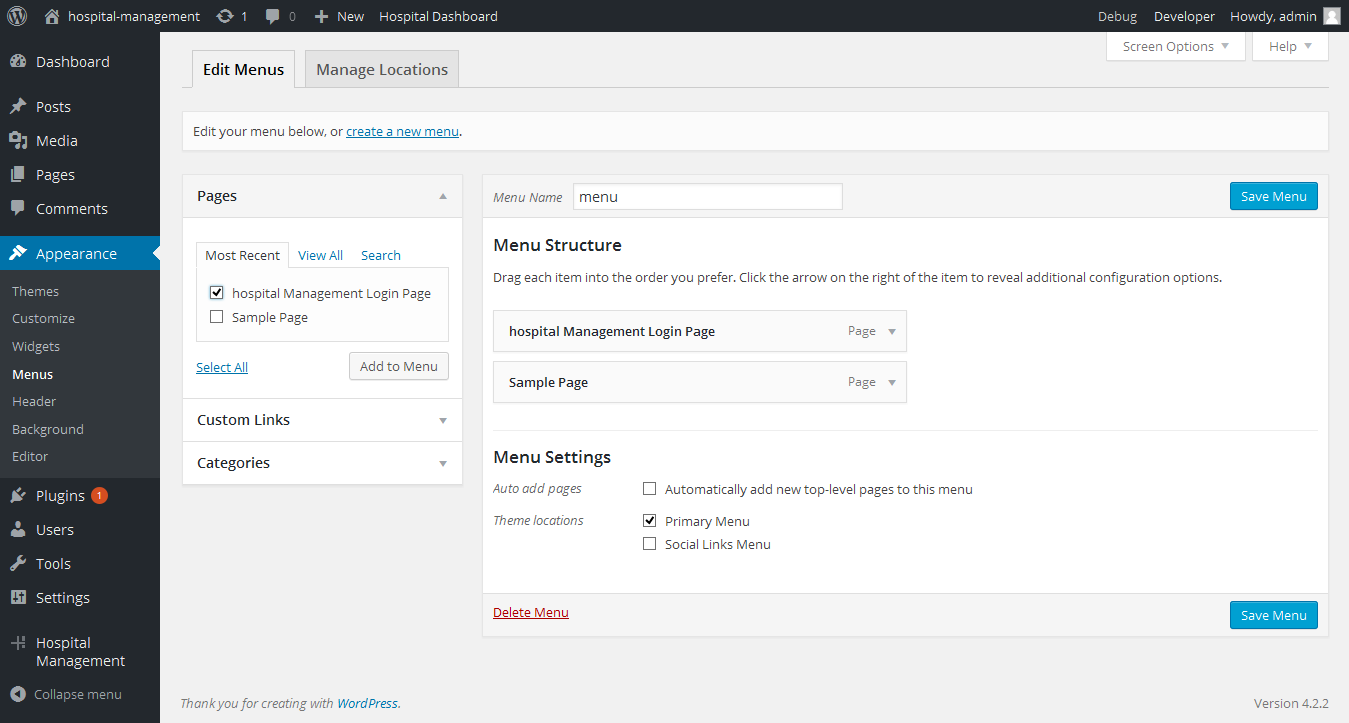 hospital-management 1 0 New Hospital Dashboard Debug Developer Howdy, admin
Dashboard
Posts
Media
Pages
Comments
Appearance
Themes
Customize
Widgets
Menus
Header
Background
Editor
Plugins 1
Users
Tools
Settings
Hospital
Management
Collapse menu
Screen Options Help
Edit Menus Manage Locations
Edit your menu below, or create a new menu.
Pages
Most Recent View All Search
hospital Management Login Page
Sample Page
Select All Add to Menu
Custom Links
Categories
Menu Name menu Save Menu
Menu Structure
Drag each item into the order you prefer. Click the arrow on the right of the item to reveal additional configuration options.
hospital Management Login Page Page
Sample Page Page
Menu Settings
Auto add pages Automatically add new top-level pages to this menu
Theme locations Primary Menu
Social Links Menu
Delete Menu Save Menu
Thank you for creating with WordPress. Version 4.2.2